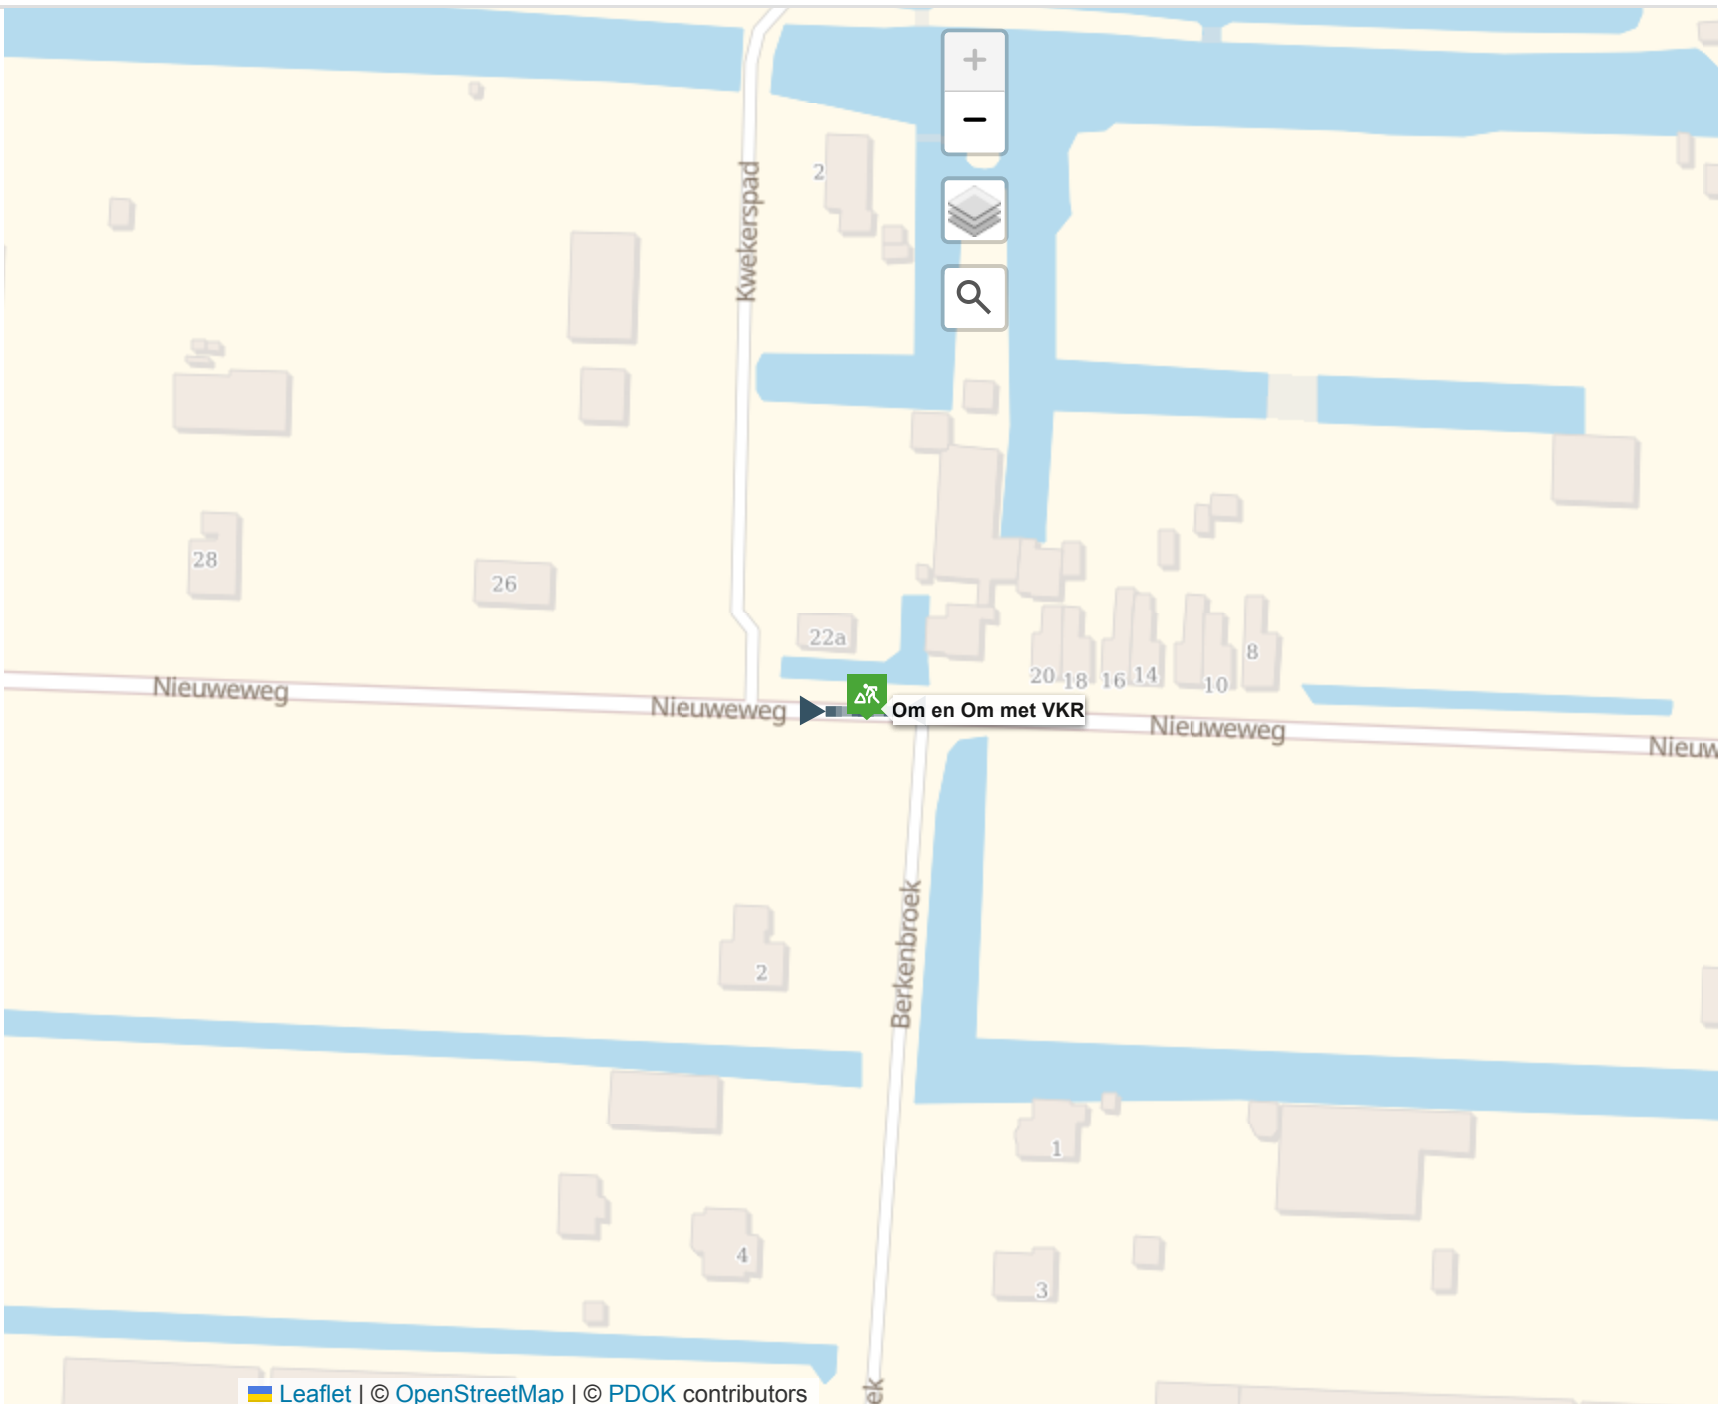 +
−
2
Kwekerspad
28
26
22a
8
20
18
16
14
10
Nieuweweg
Nieuweweg
Om en Om met VKR
Nieuweweg
Nieuw
Berkenbroek
2
1
4
3
ek
Leaflet | © OpenStreetMap | © PDOK contributors